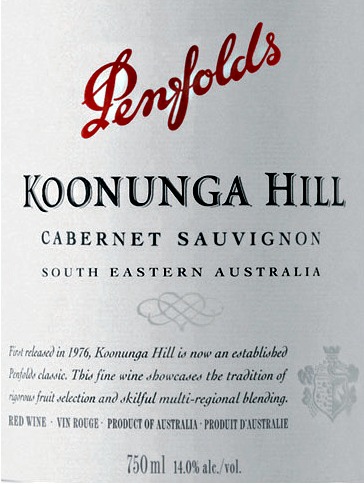 Penfolds
KOONUNGA HILL
CABERNET SAUVIGNON
SOUTH EASTERN AUSTRALIA
First released in 1976, Koonunga Hill is now an established
Penfolds classic. This fine wine showcases the tradition of
rigorous fruit selection and skilful multi-regional blending.
RED WINE · VIN ROUGE · PRODUCT OF AUSTRALIA · PRODUIT D'AUSTRALIE
750ml 14.0% alc./vol.